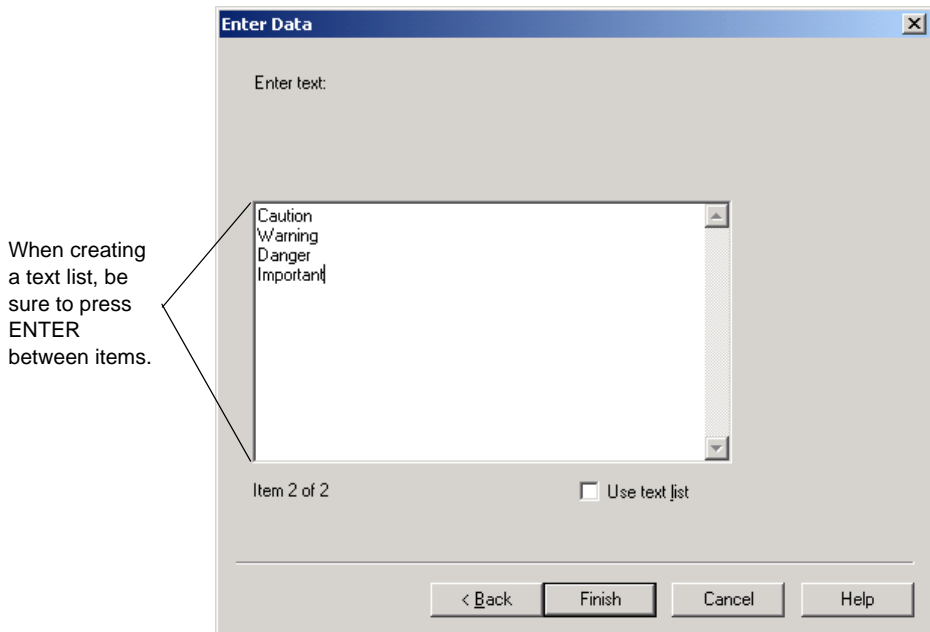 Enter Data
Enter text:
Caution
Warning
Danger
Important
When creating
a text list, be
sure to press
ENTER
between items.
Item 2 of 2
Use text list
< Back
Finish
Cancel
Help